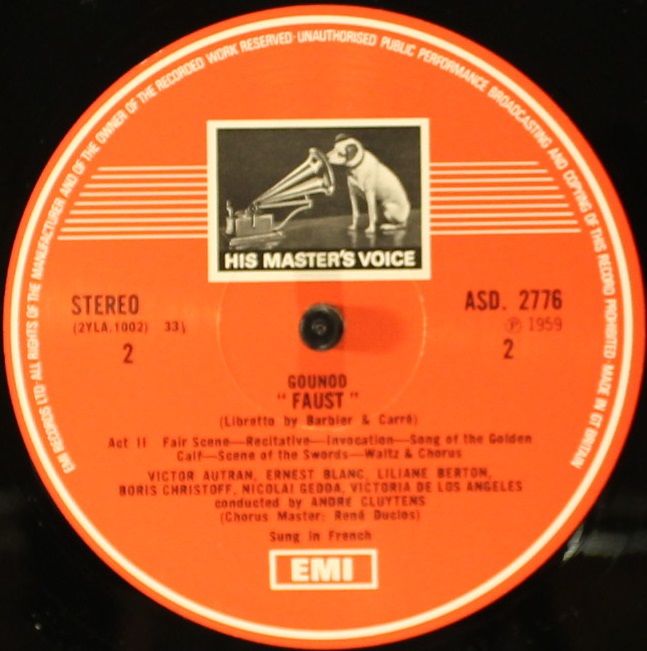 EMI RECORDS LTD · ALL RIGHTS OF THE MANUFACTURER AND OF THE OWNER OF THE RECORDED WORK RESERVED · UNAUTHORISED PUBLIC PERFORMANCE BROADCASTING AND COPYING OF THIS RECORD PROHIBITED · MADE IN GT BRITAIN
HIS MASTER'S VOICE
STEREO
(2YLA.1002) 33⅓
2
ASD. 2776
℗ 1959
2
GOUNOD
"FAUST"
(Libretto by Barbier & Carré)
Act II Fair Scene—Recitative—Invocation—Song of the Golden
Calf—Scene of the Swords—Waltz & Chorus
VICTOR AUTRAN, ERNEST BLANC, LILIANE BERTON,
BORIS CHRISTOFF, NICOLAI GEDDA, VICTORIA DE LOS ANGELES
conducted by ANDRE CLUYTENS
(Chorus Master: René Duclos)
Sung in French
EMI